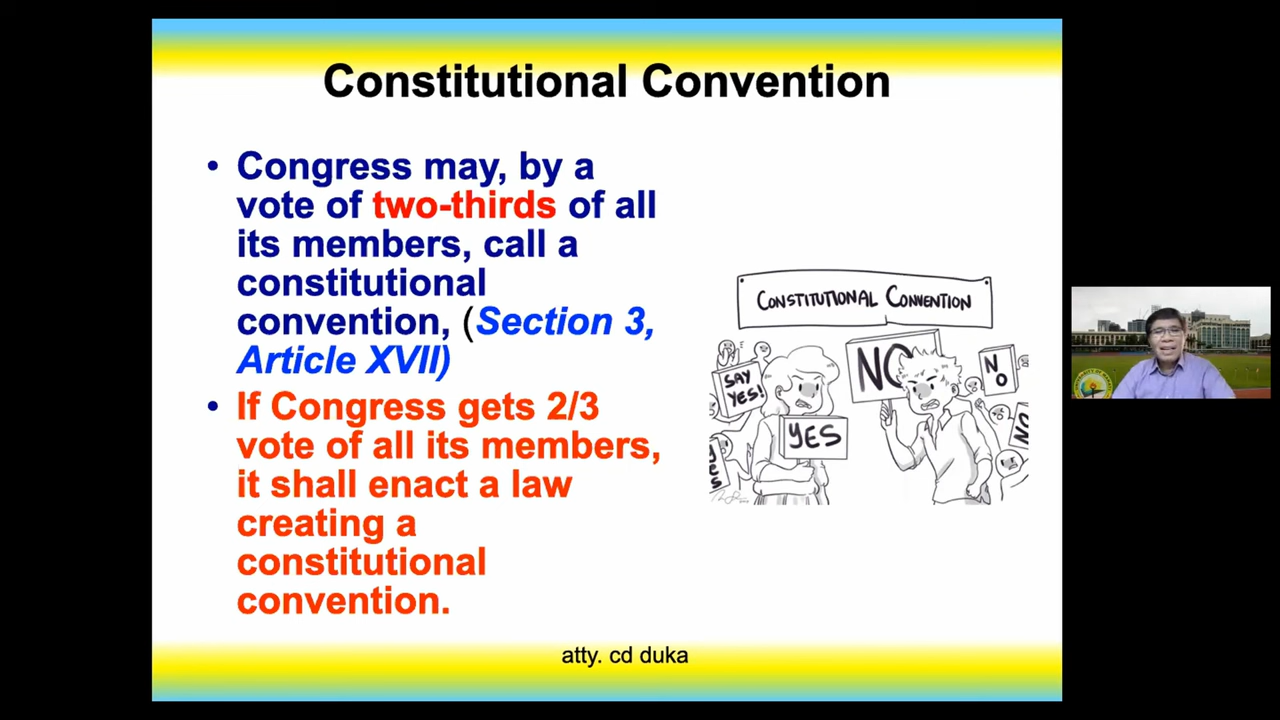 Constitutional Convention
• Congress may, by a
vote of two-thirds of all
its members, call a
constitutional
convention, (Section 3,
Article XVII)
• If Congress gets 2/3
vote of all its members,
it shall enact a law
creating a
constitutional
convention.
CONSTITUTIONAL CONVENTION
SAY
YES!
YES
NO
N
O
NO
YES
atty. cd duka